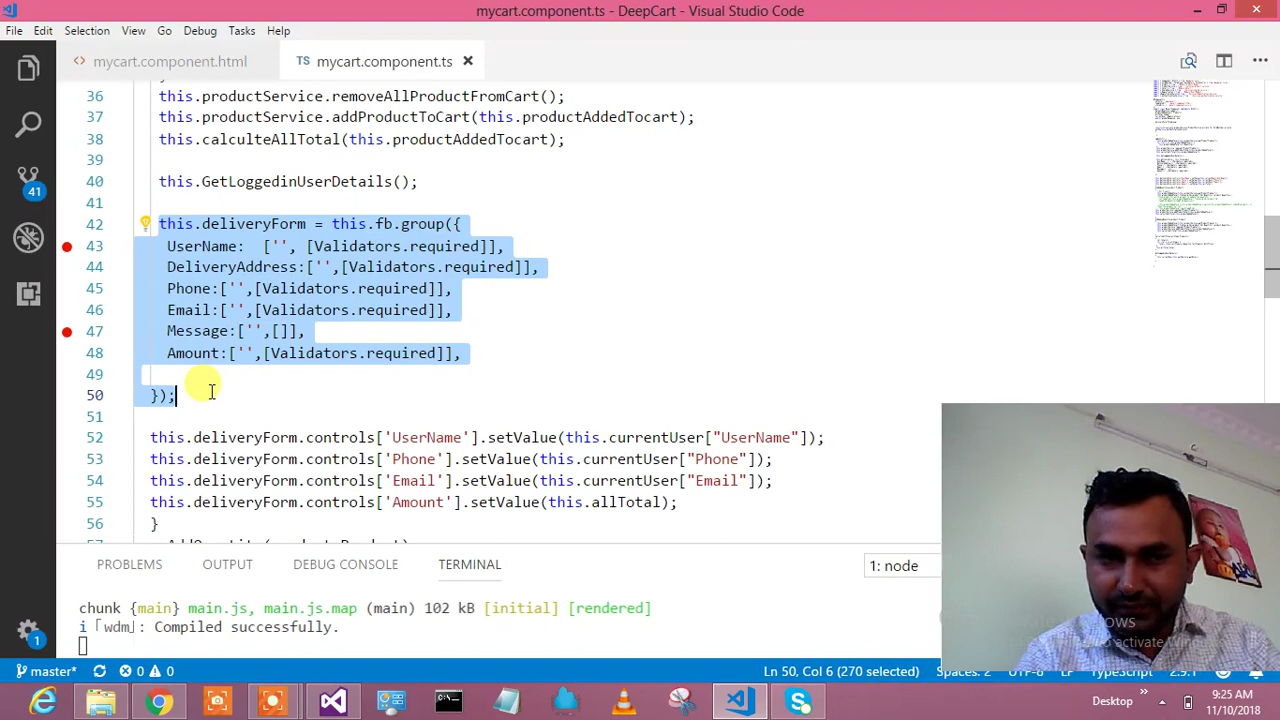 mycart.component.ts - DeepCart - Visual Studio Code
File Edit Selection View Go Debug Tasks Help
<> mycart.component.html
TS mycart.component.ts
36 this.productService.removeAllProductFromCart();
37 this.productService.addProductToCart(this.productAddedToCart);
38 this.calculteAllTotal(this.productAddedToCart);
39
40 this.GetLoggedinUserDetails();
41
42 this.deliveryForm = this.fb.group({
43 UserName: ['', [Validators.required]],
44 DeliveryAddress:['',[Validators.required]],
45 Phone:['',[Validators.required]],
46 Email:['',[Validators.required]],
47 Message:['',[]],
48 Amount:['',[Validators.required]],
49
50 });
51
52 this.deliveryForm.controls['UserName'].setValue(this.currentUser["UserName"]);
53 this.deliveryForm.controls['Phone'].setValue(this.currentUser["Phone"]);
54 this.deliveryForm.controls['Email'].setValue(this.currentUser["Email"]);
55 this.deliveryForm.controls['Amount'].setValue(this.allTotal);
56 }
41
PROBLEMS OUTPUT DEBUG CONSOLE TERMINAL
1: node
chunk {main} main.js, main.js.map (main) 102 kB [initial] [rendered]
i ｢wdm｣: Compiled successfully.
1
master* 0 0
Ln 50, Col 6 (270 selected)
Spaces: 2 UTF-8 LF TypeScript 2.9.1
Desktop
9:25 AM
11/10/2018